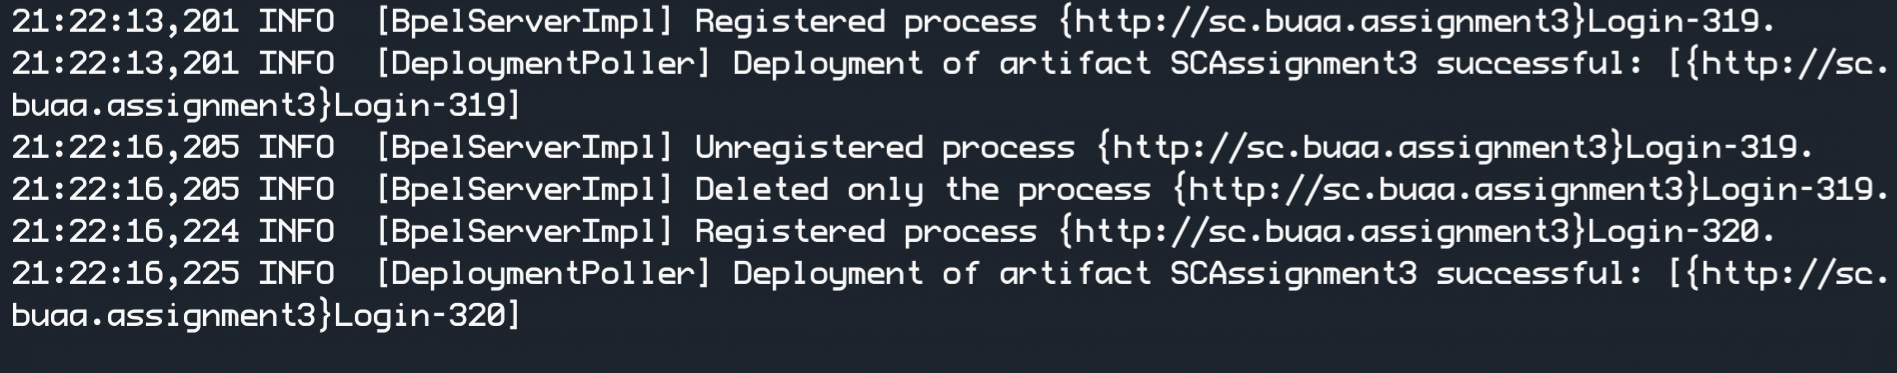 21:22:13,201 INFO  [BpelServerImpl] Registered process {http://sc.buaa.assignment3}Login-319.
21:22:13,201 INFO  [DeploymentPoller] Deployment of artifact SCAssignment3 successful: [{http://sc.
buaa.assignment3}Login-319]
21:22:16,205 INFO  [BpelServerImpl] Unregistered process {http://sc.buaa.assignment3}Login-319.
21:22:16,205 INFO  [BpelServerImpl] Deleted only the process {http://sc.buaa.assignment3}Login-319.
21:22:16,224 INFO  [BpelServerImpl] Registered process {http://sc.buaa.assignment3}Login-320.
21:22:16,225 INFO  [DeploymentPoller] Deployment of artifact SCAssignment3 successful: [{http://sc.
buaa.assignment3}Login-320]